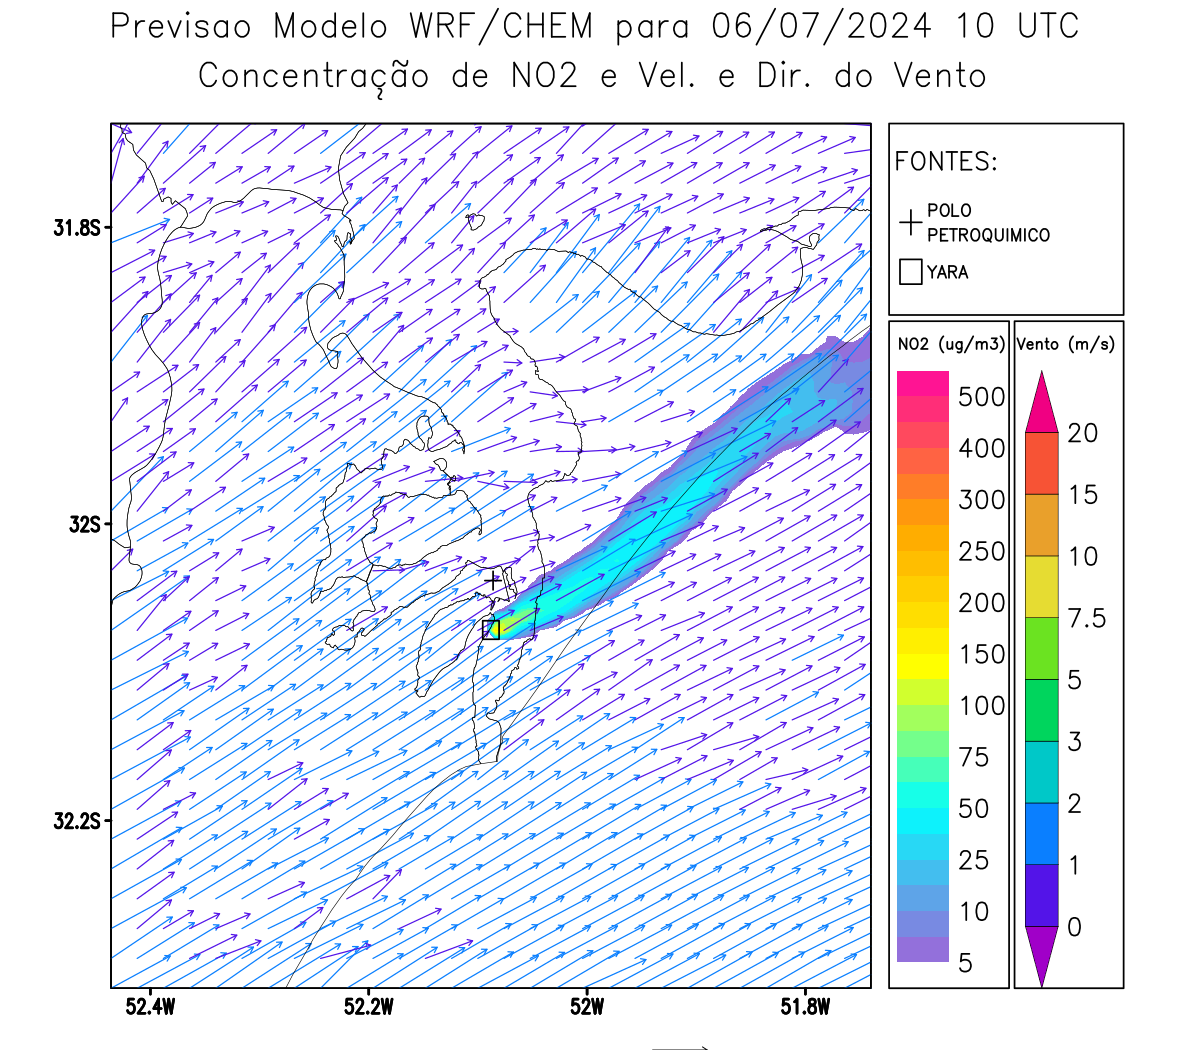 Previsao Modelo WRF/CHEM para 06/07/2024 10 UTC
Concentração de NO2 e Vel. e Dir. do Vento
FONTES:
POLO
PETROQUIMICO
YARA
NO2 (ug/m3)
500
400
300
250
200
150
100
75
50
25
10
5
Vento (m/s)
20
15
10
7.5
5
3
2
1
0
31.8S
32S
32.2S
52.4W
52.2W
52W
51.8W